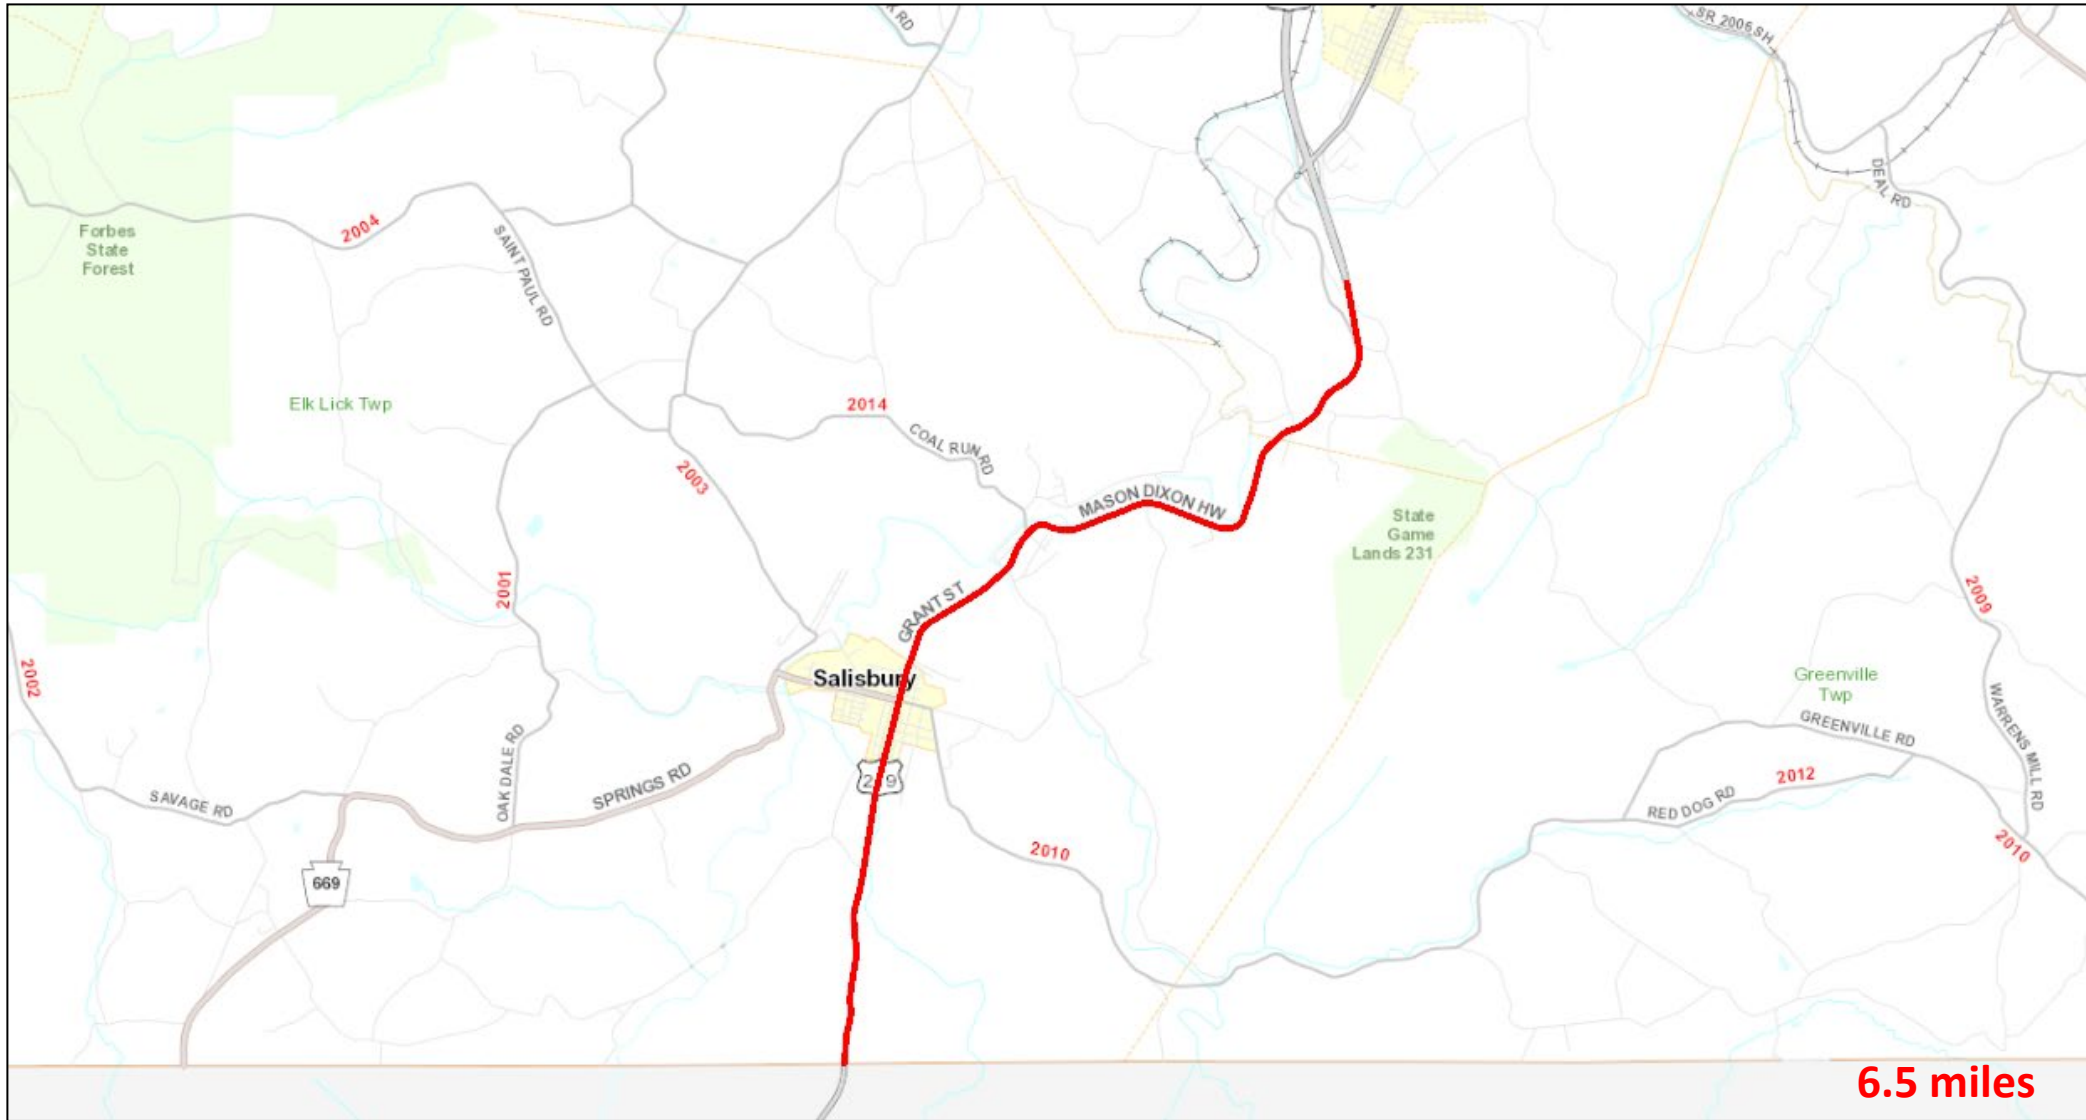 K RD
SR 2006 SH
DEAL RD
Forbes
State
Forest
2004
SAINT PAUL RD
Elk Lick Twp
2014
COAL RUN RD
2003
MASON DIXON HW
State
Game
Lands 231
2001
GRANT ST
2009
2002
Salisbury
Greenville
Twp
WARRENS MILL RD
GREENVILLE RD
OAK DALE RD
SPRINGS RD
2012
RED DOG RD
SAVAGE RD
2010
2010
669
6.5 miles